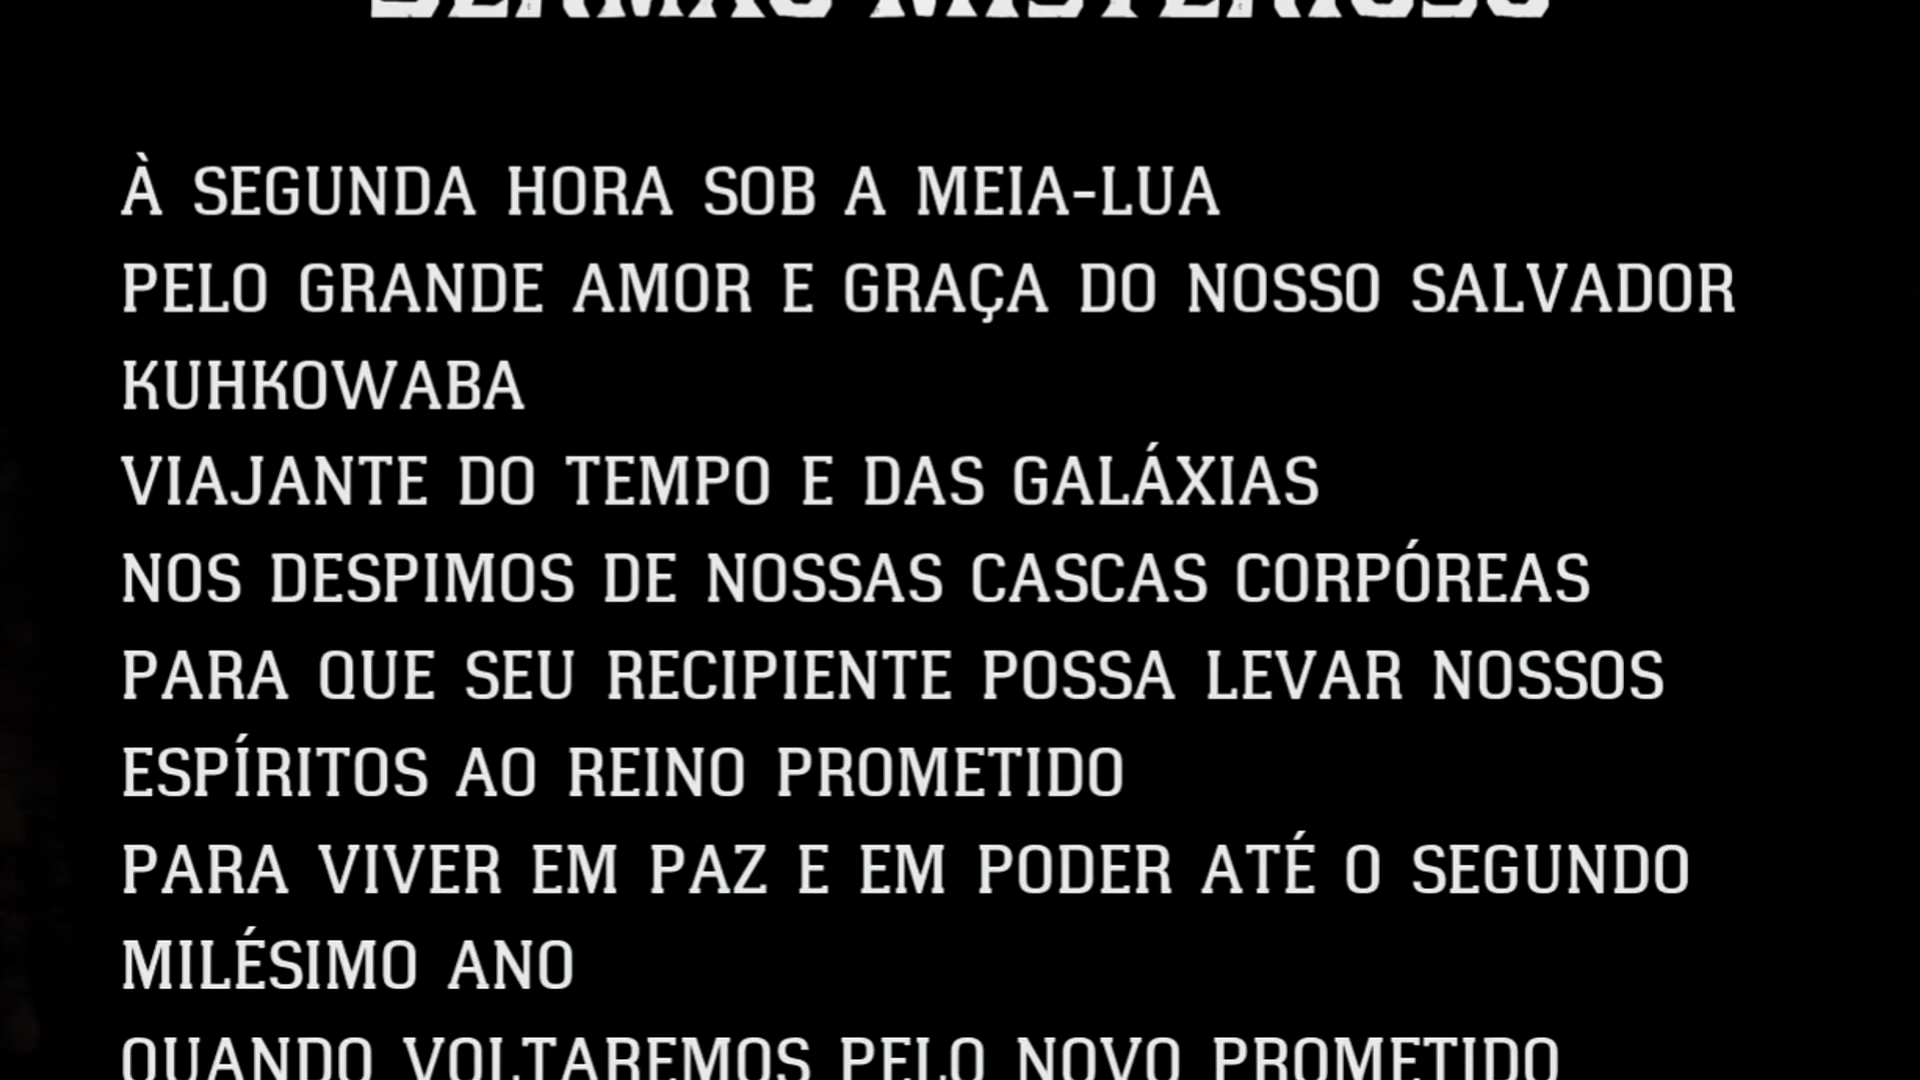 SERMÃO MISTERIOSO
À SEGUNDA HORA SOB A MEIA-LUA
PELO GRANDE AMOR E GRAÇA DO NOSSO SALVADOR
KUHKOWABA
VIAJANTE DO TEMPO E DAS GALÁXIAS
NOS DESPIMOS DE NOSSAS CASCAS CORPÓREAS
PARA QUE SEU RECIPIENTE POSSA LEVAR NOSSOS
ESPÍRITOS AO REINO PROMETIDO
PARA VIVER EM PAZ E EM PODER ATÉ O SEGUNDO
MILÉSIMO ANO
QUANDO VOLTAREMOS PELO NOVO PROMETIDO